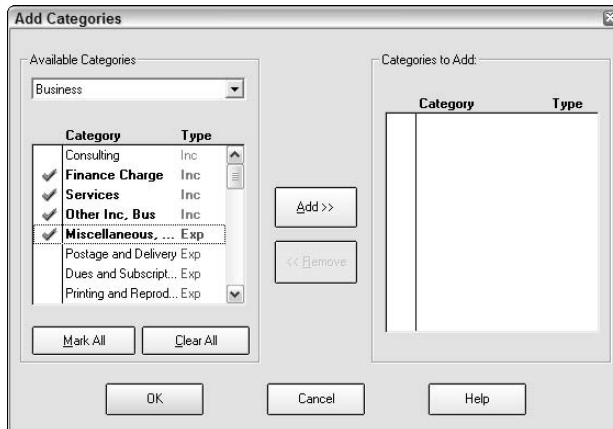 Add Categories
Available Categories
Business
Category Type
Consulting Inc
Finance Charge Inc
Services Inc
Other Inc, Bus Inc
Miscellaneous, ... Exp
Postage and Delivery Exp
Dues and Subscript... Exp
Printing and Reprod... Exp
Mark All
Clear All
Add >>
<< Remove
Categories to Add:
Category Type
OK
Cancel
Help